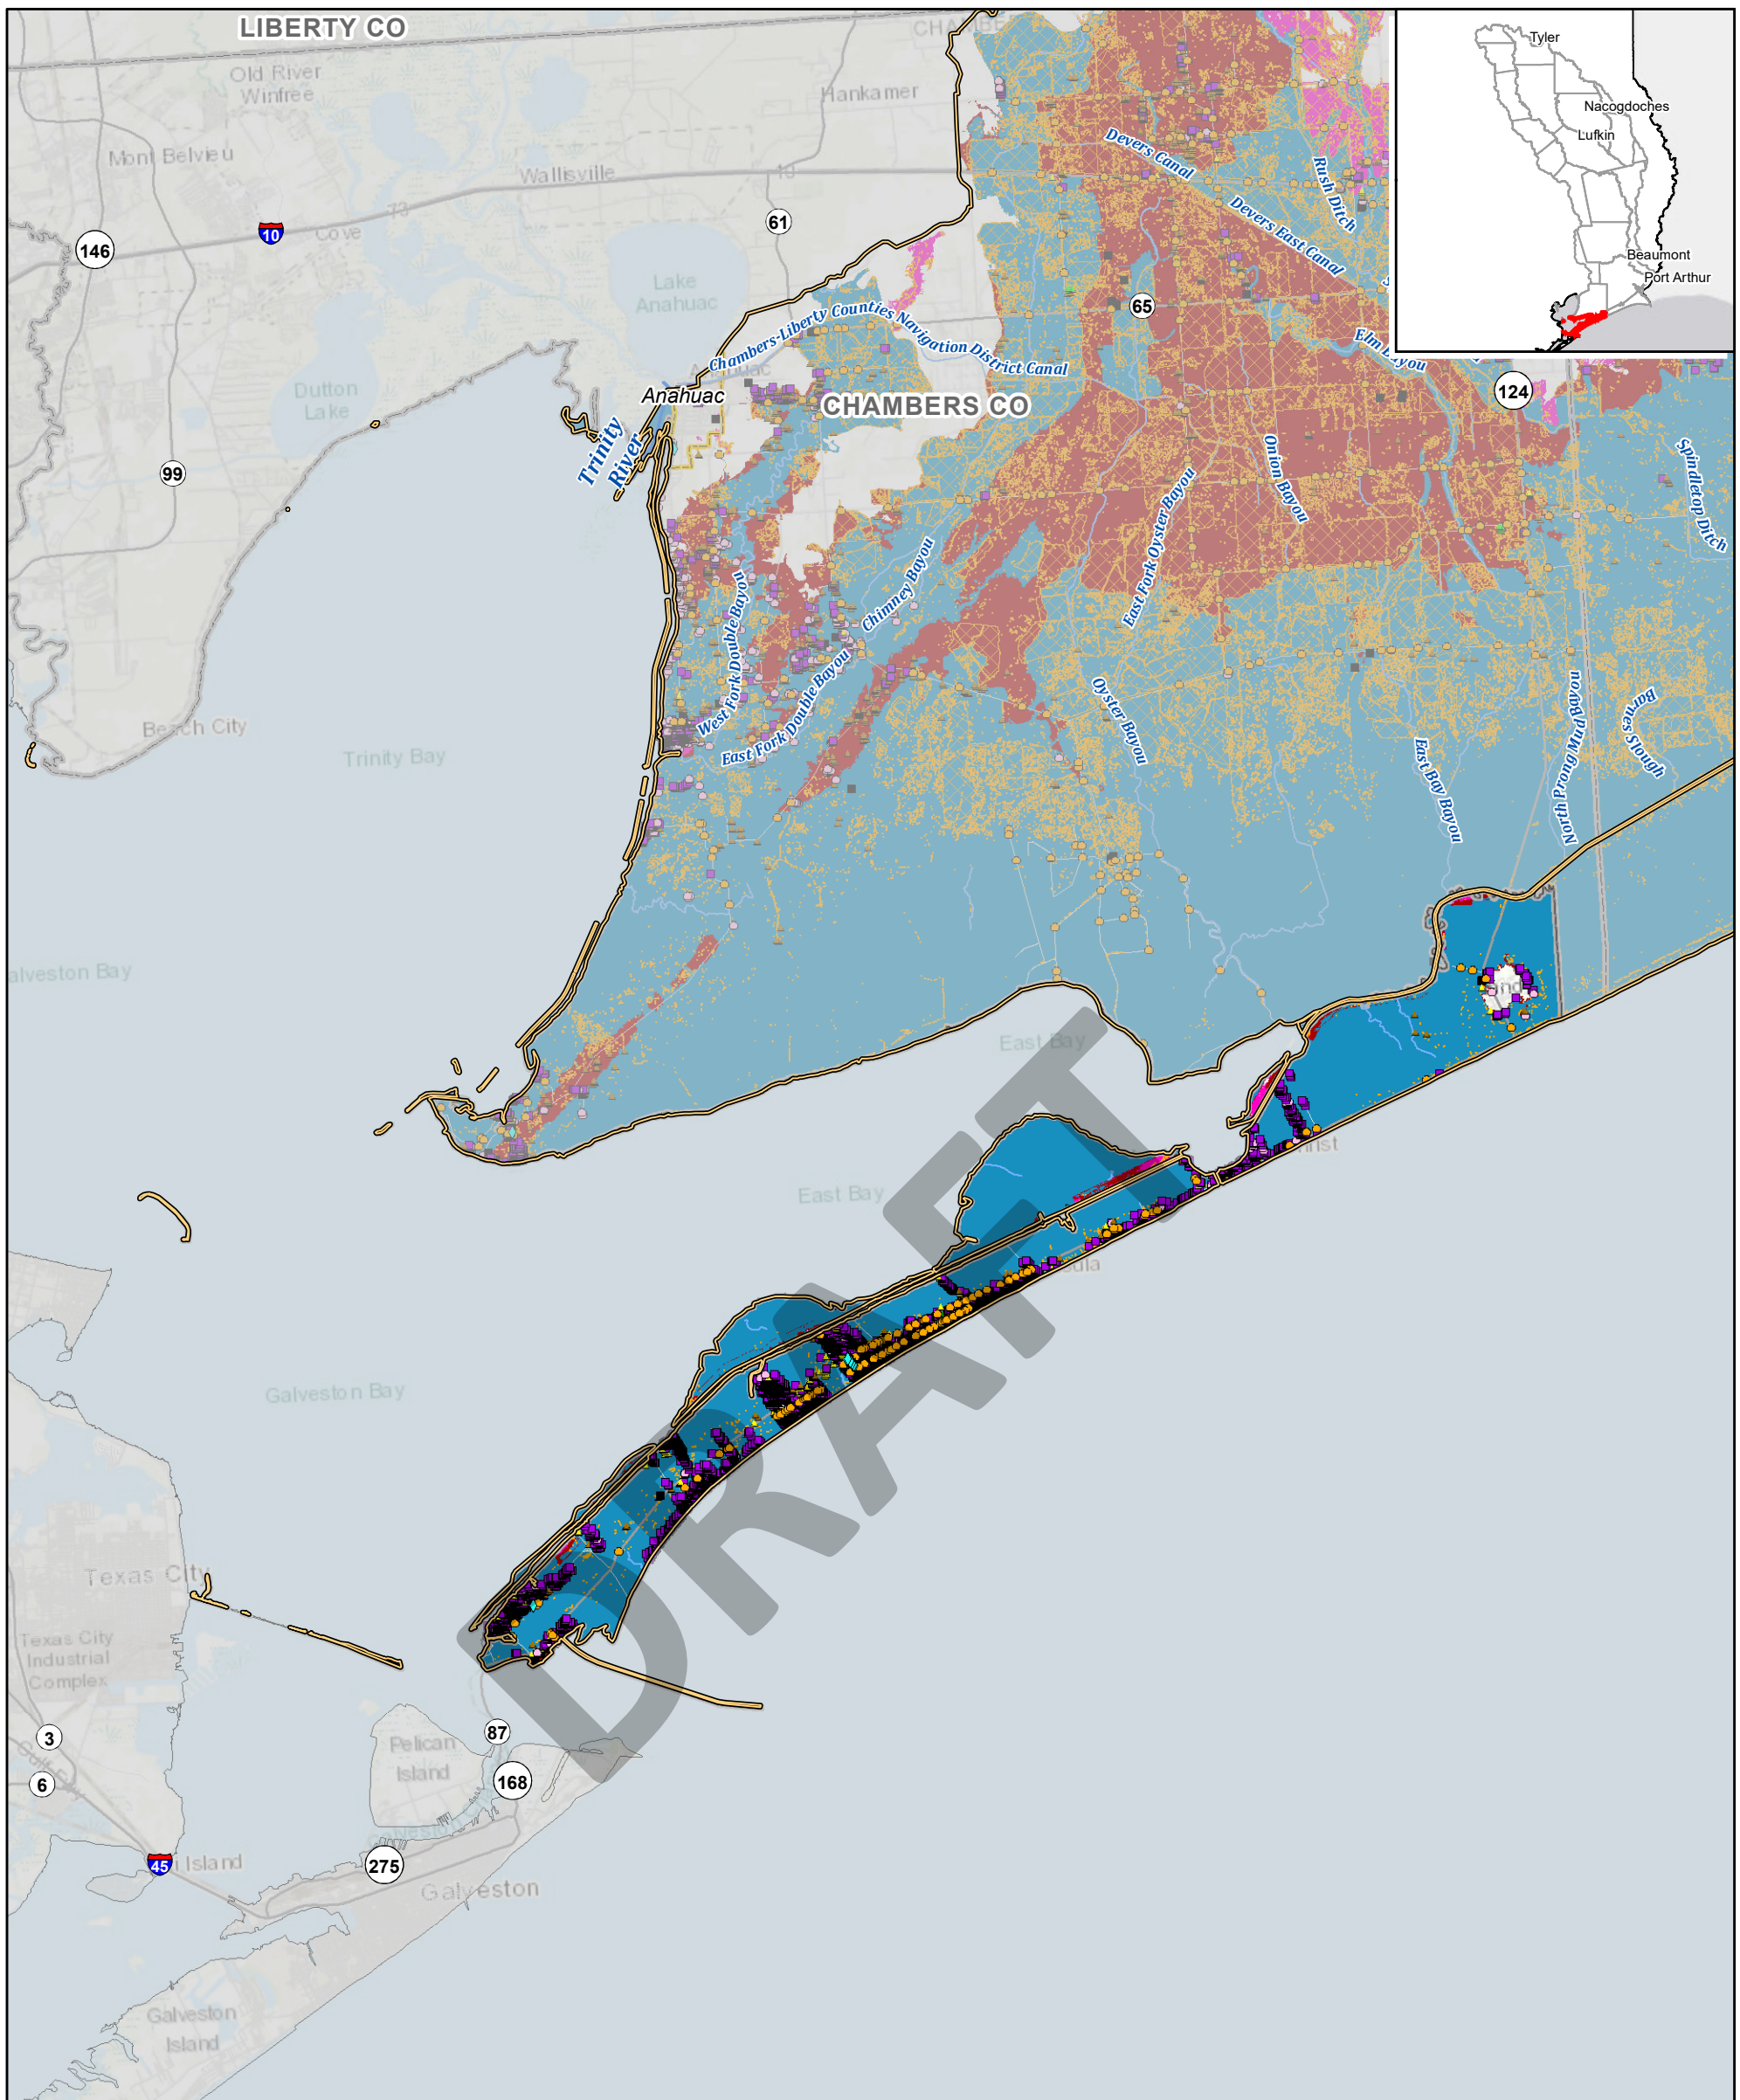 LIBERTY CO
Old River
Winfree
Hankamer
Mont Belvieu
Wallisville
10
73
10
Cove
146
61
Lake
Anahuac
Dutton
Lake
99
Chambers-Liberty Counties Navigation District Canal
Anahuac
CHAMBERS CO
Trinity
River
Devers Canal
Devers East Canal
Rush Ditch
65
Elm Bayou
124
Tyler
Nacogdoches
Lufkin
Beaumont
Port Arthur
Spindletop Ditch
Onion Bayou
East Fork Oyster Bayou
Chimney Bayou
West Fork Double Bayou
East Fork Double Bayou
Oyster Bayou
East Bay Bayou
North Prong Mud Bayou
Barnes Slough
Beach City
Trinity Bay
alveston Bay
East Bay
East Bay
Galveston Bay
DRAFT
Texas City
Texas City
Industrial
Complex
3
6
87
Pelican
Island
168
Galveston
275
45
Island
Galveston
Galveston
Island